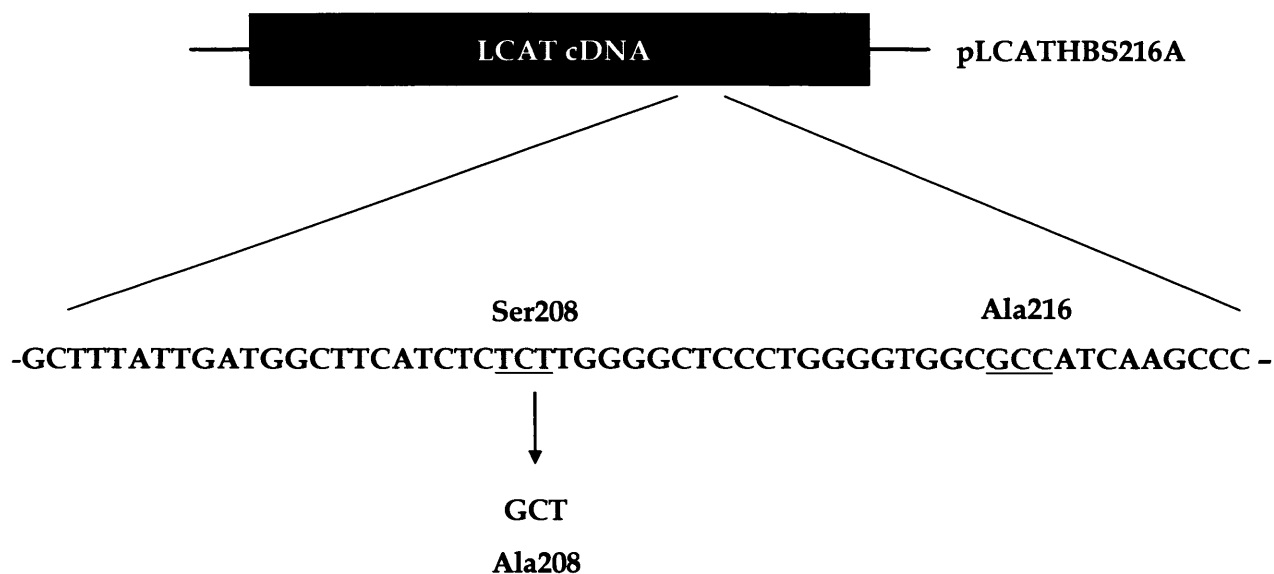 LCAT cDNA
pLCATHBS216A
Ser208
Ala216
-GCTTTATTGATGGCTTCATCTCTCTTGGGGCTCCCTGGGGTGGCGCCATCAAGCCC -
GCT
Ala208